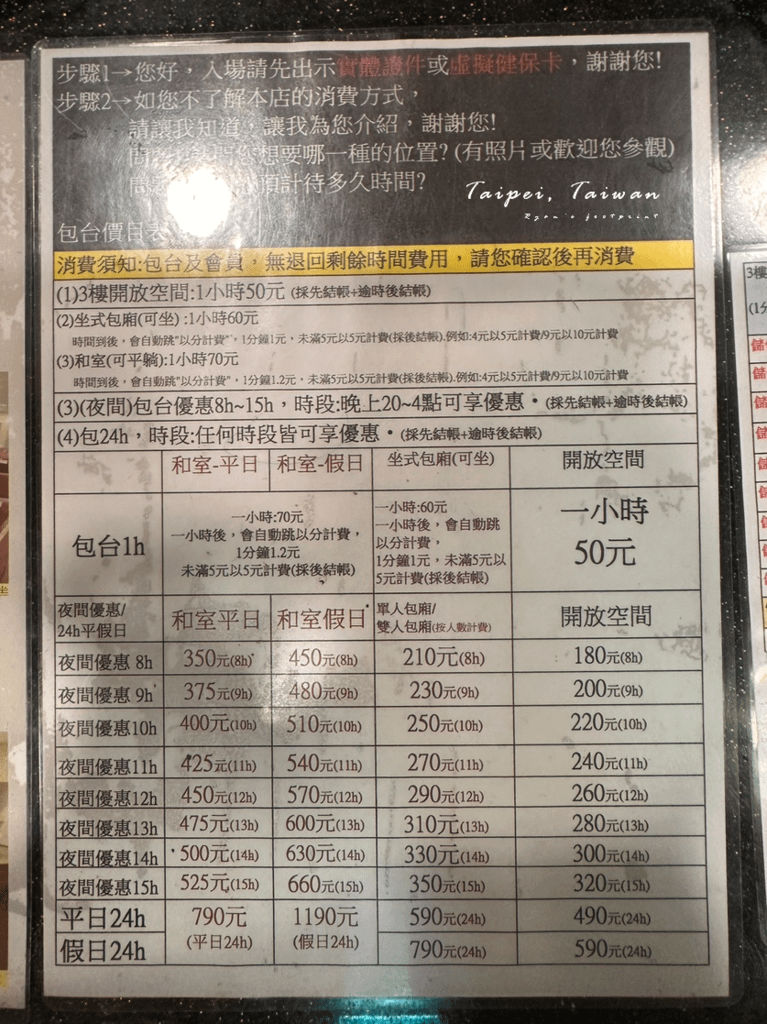 步驟1→您好，入場請先出示實體證件或虛擬健保卡，謝謝您!
步驟2→如您不了解本店的消費方式，
請讓我知道，讓我為您介紹，謝謝您!
您想要哪一種的位置? (有照片或歡迎您參觀)
預計待多久時間?
Taipei, Taiwan
Ryan's footprint
包台價目表
消費須知:包台及會員，無退回剩餘時間費用，請您確認後再消費
(1)3樓開放空間:1小時50元 (採先結帳+逾時後結帳)
(2)坐式包廂(可坐) :1小時60元
時間到後，會自動跳"以分計費"，1分鐘1元，未滿5元以5元計費(採後結帳).例如:4元以5元計費/9元以10元計費
(3)和室(可平躺):1小時70元
時間到後，會自動跳"以分計費"，1分鐘1.2元，未滿5元以5元計費(採後結帳).例如:4元以5元計費/9元以10元計費
(3)(夜間)包台優惠8h~15h，時段:晚上20~4點可享優惠・(採先結帳+逾時後結帳)
(4)包24h，時段:任何時段皆可享優惠・(採先結帳+逾時後結帳)
和室-平日 和室-假日 坐式包廂(可坐) 開放空間
包台1h
一小時:70元
一小時後，會自動跳以分計費，
1分鐘1.2元
未滿5元以5元計費(採後結帳)
一小時:60元
一小時後，會自動跳
以分計費，
1分鐘1元，未滿5元以
5元計費(採後結帳)
一小時
50元
夜間優惠/
24h平假日
和室平日 和室假日
單人包廂/
雙人包廂(按人數計費)
開放空間
夜間優惠 8h 350元(8h) 450元(8h) 210元(8h) 180元(8h)
夜間優惠 9h 375元(9h) 480元(9h) 230元(9h) 200元(9h)
夜間優惠10h 400元(10h) 510元(10h) 250元(10h) 220元(10h)
夜間優惠11h 425元(11h) 540元(11h) 270元(11h) 240元(11h)
夜間優惠12h 450元(12h) 570元(12h) 290元(12h) 260元(12h)
夜間優惠13h 475元(13h) 600元(13h) 310元(13h) 280元(13h)
夜間優惠14h 500元(14h) 630元(14h) 330元(14h) 300元(14h)
夜間優惠15h 525元(15h) 660元(15h) 350元(15h) 320元(15h)
平日24h 790元 1190元 590元(24h) 490元(24h)
(平日24h) (假日24h)
假日24h 790元(24h) 590元(24h)
3樓